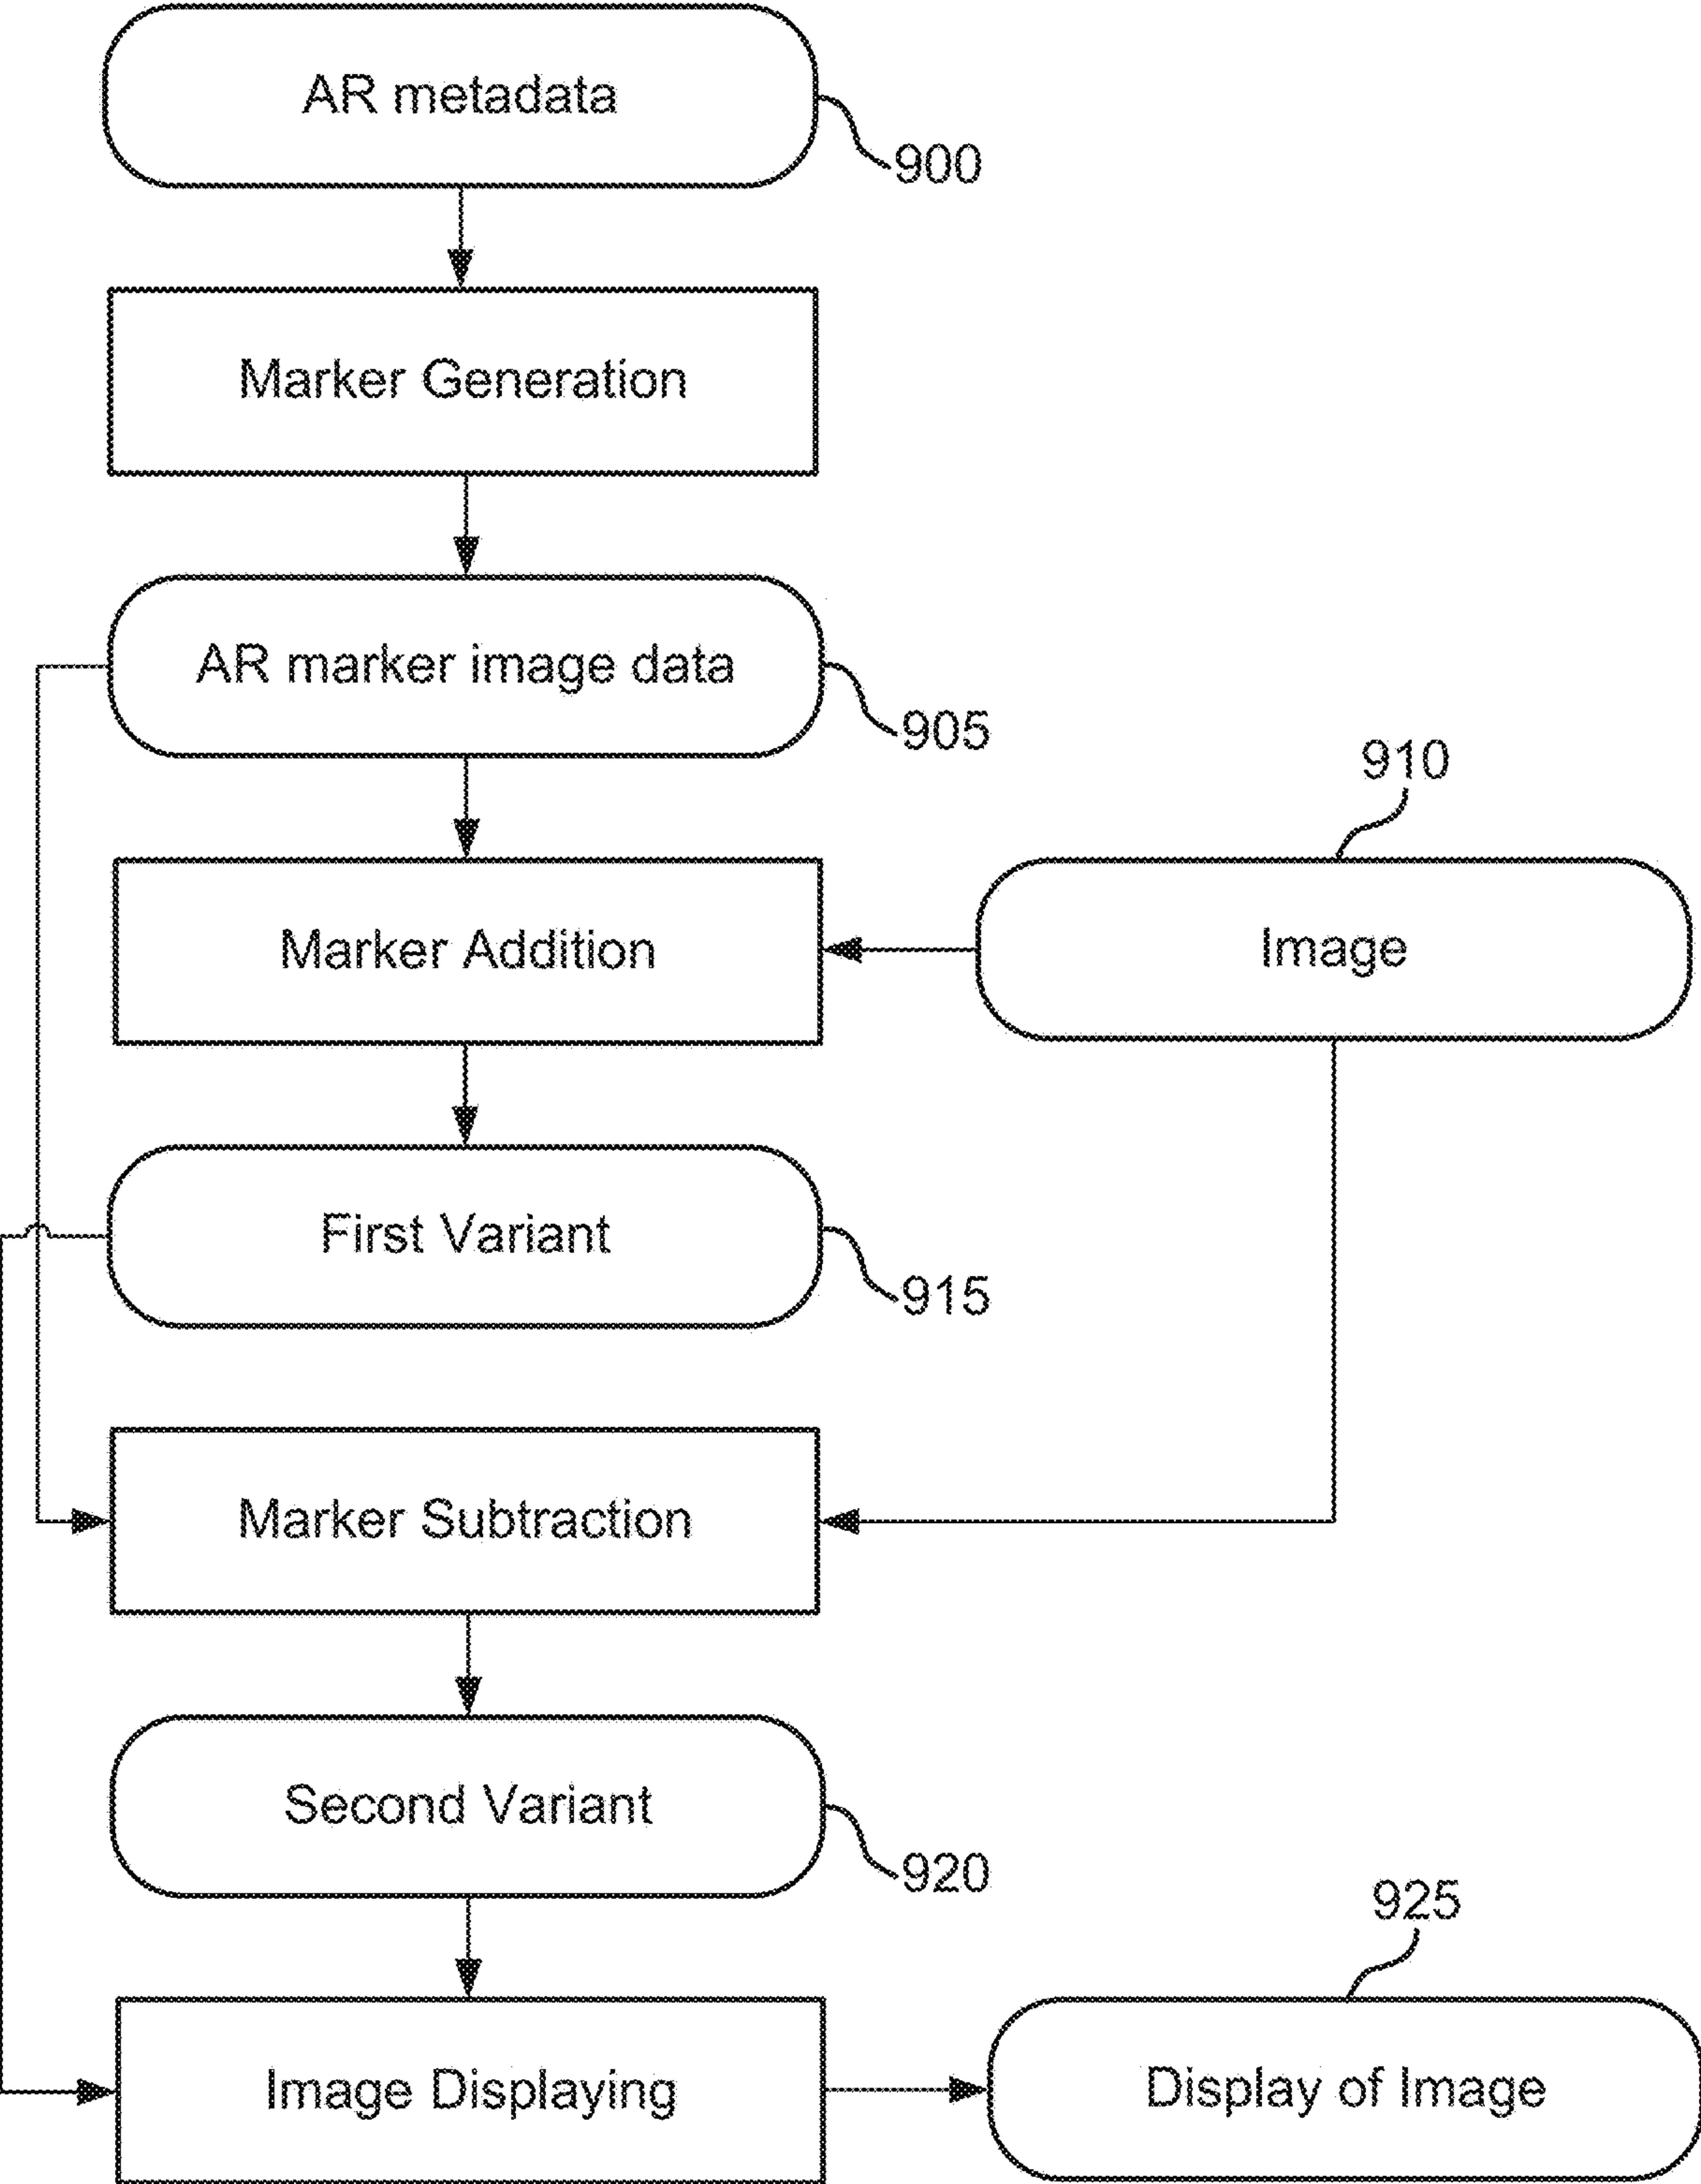 AR metadata
900
Marker Generation
AR marker image data
905
910
Marker Addition
Image
First Variant
915
Marker Subtraction
Second Variant
920
925
Image Displaying
Display of Image